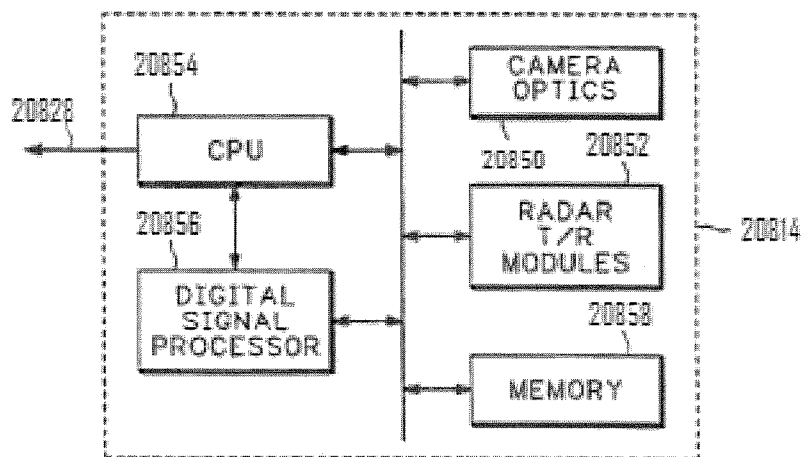 20854
20828
CPU
20856
DIGITAL
SIGNAL
PROCESSOR
CAMERA
OPTICS
20850
20852
RADAR
T/R
MODULES
20814
20858
MEMORY